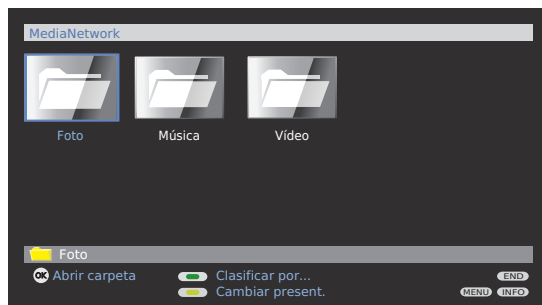 MediaNetwork
Foto Música Vídeo
Foto
OK Abrir carpeta Clasificar por... END
Cambiar present. MENU INFO